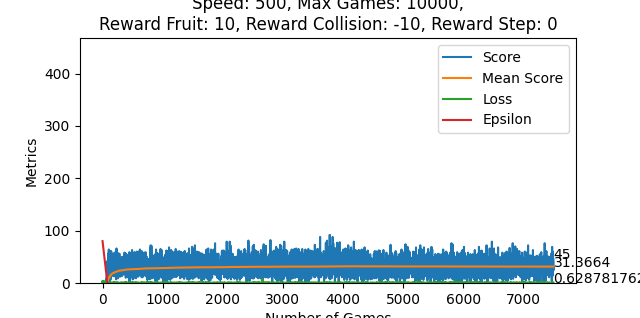 Speed: 500, Max Games: 10000,
Reward Fruit: 10, Reward Collision: -10, Reward Step: 0
Score
Mean Score
Loss
Epsilon
Metrics
400
300
200
100
0
45
31.3664
0.628781762
0 1000 2000 3000 4000 5000 6000 7000
Number of Games